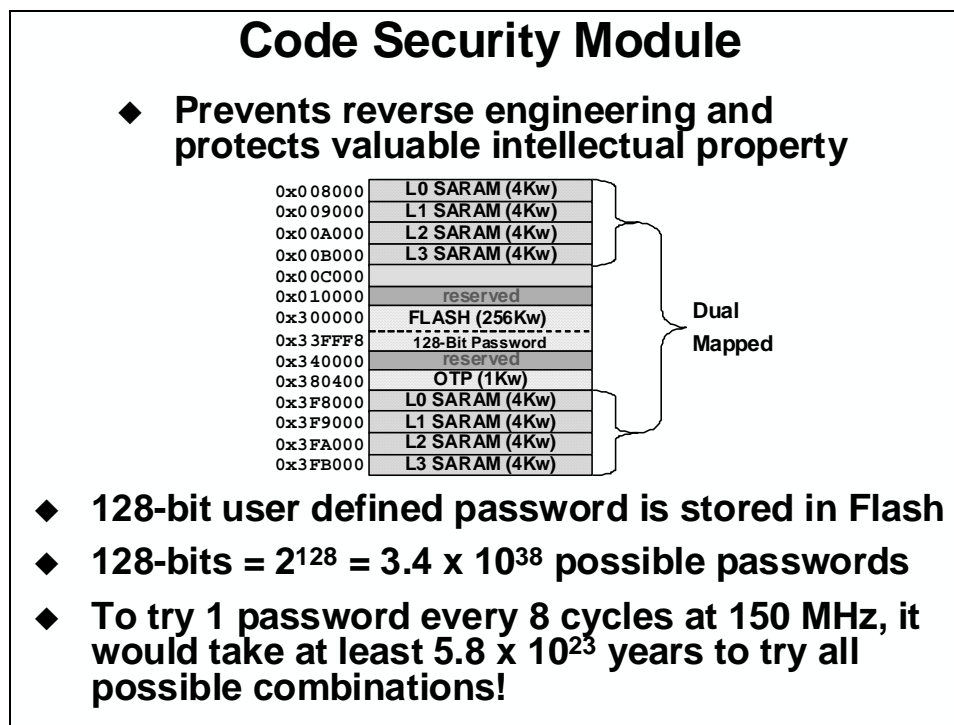 Code Security Module
◆ Prevents reverse engineering and
protects valuable intellectual property
0x008000 L0 SARAM (4Kw)
0x009000 L1 SARAM (4Kw)
0x00A000 L2 SARAM (4Kw)
0x00B000 L3 SARAM (4Kw)
0x00C000
0x010000 reserved
0x300000 FLASH (256Kw)
0x33FFF8 128-Bit Password
0x340000 reserved
0x380400 OTP (1Kw)
0x3F8000 L0 SARAM (4Kw)
0x3F9000 L1 SARAM (4Kw)
0x3FA000 L2 SARAM (4Kw)
0x3FB000 L3 SARAM (4Kw)
Dual
Mapped
◆ 128-bit user defined password is stored in Flash
◆ 128-bits = 2¹²⁸ = 3.4 x 10³⁸ possible passwords
◆ To try 1 password every 8 cycles at 150 MHz, it
would take at least 5.8 x 10²³ years to try all
possible combinations!